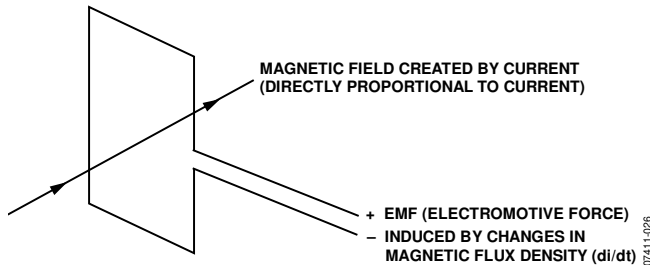 MAGNETIC FIELD CREATED BY CURRENT
(DIRECTLY PROPORTIONAL TO CURRENT)
+ EMF (ELECTROMOTIVE FORCE)
– INDUCED BY CHANGES IN
MAGNETIC FLUX DENSITY (di/dt)
07411-026